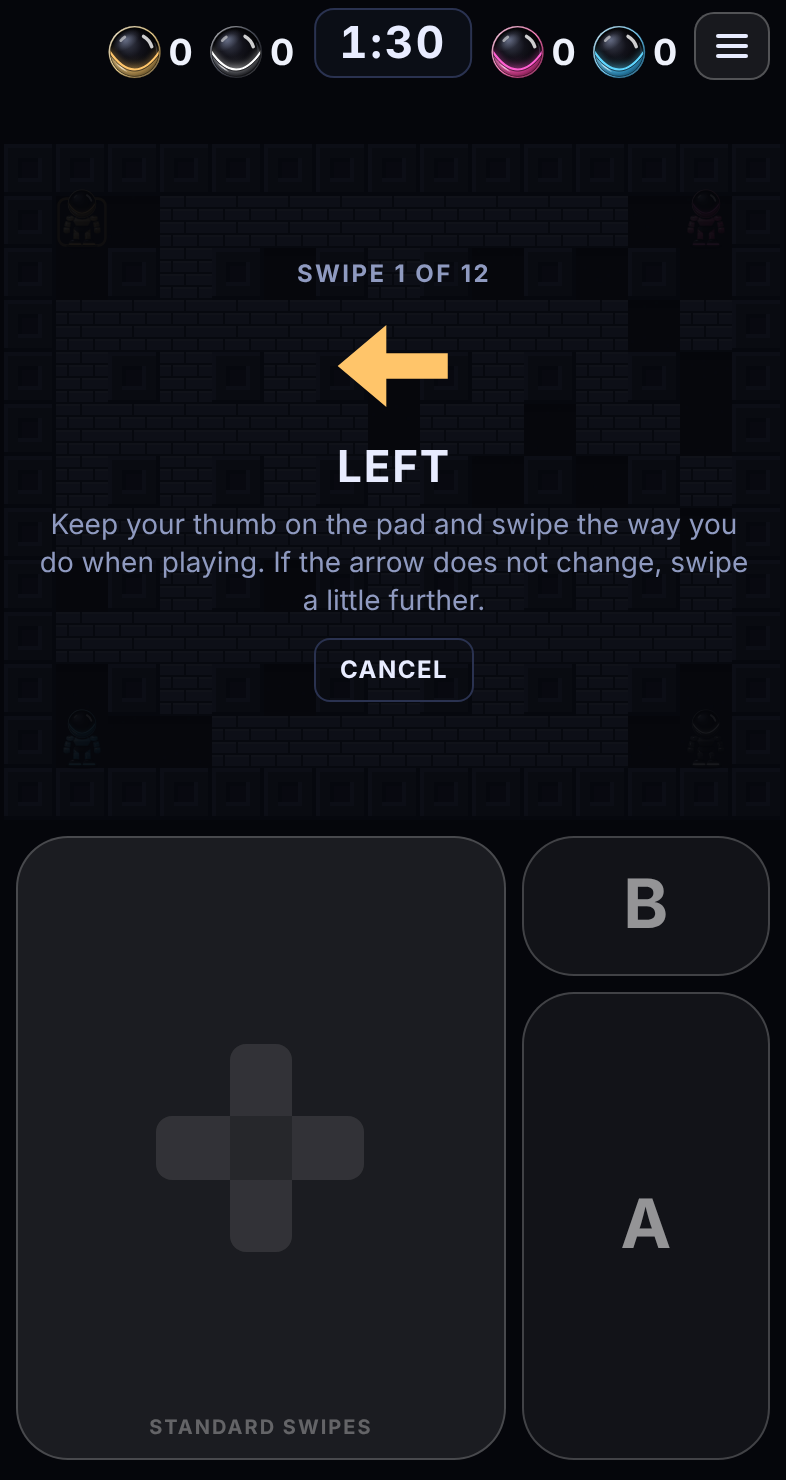 0 0 1:30 0 0
SWIPE 1 OF 12
LEFT
Keep your thumb on the pad and swipe the way you
do when playing. If the arrow does not change, swipe
a little further.
CANCEL
B
A
STANDARD SWIPES